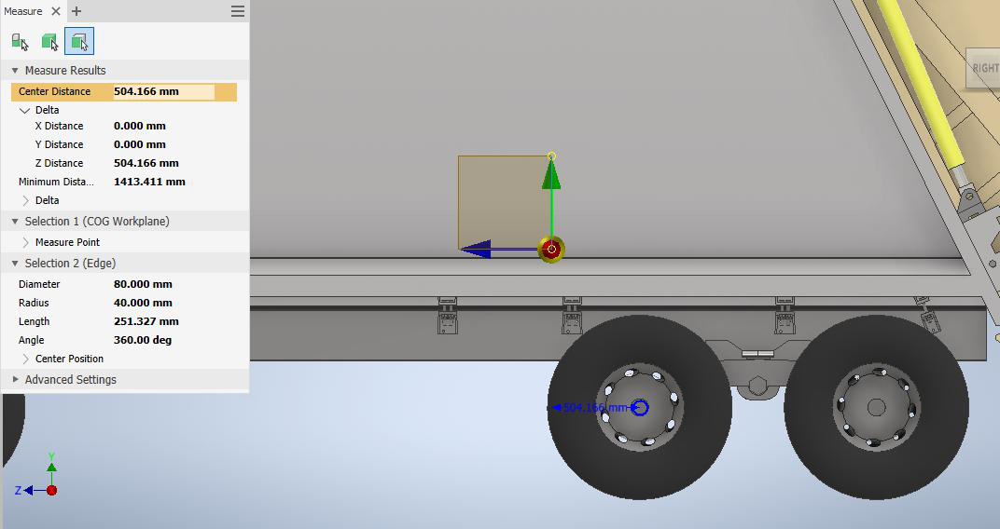 Measure
Measure Results
Center Distance 504.166 mm
Delta
X Distance 0.000 mm
Y Distance 0.000 mm
Z Distance 504.166 mm
Minimum Dista... 1413.411 mm
Delta
Selection 1 (COG Workplane)
Measure Point
Selection 2 (Edge)
Diameter 80.000 mm
Radius 40.000 mm
Length 251.327 mm
Angle 360.00 deg
Center Position
Advanced Settings
RIGHT
504.166 mm
Y
Z